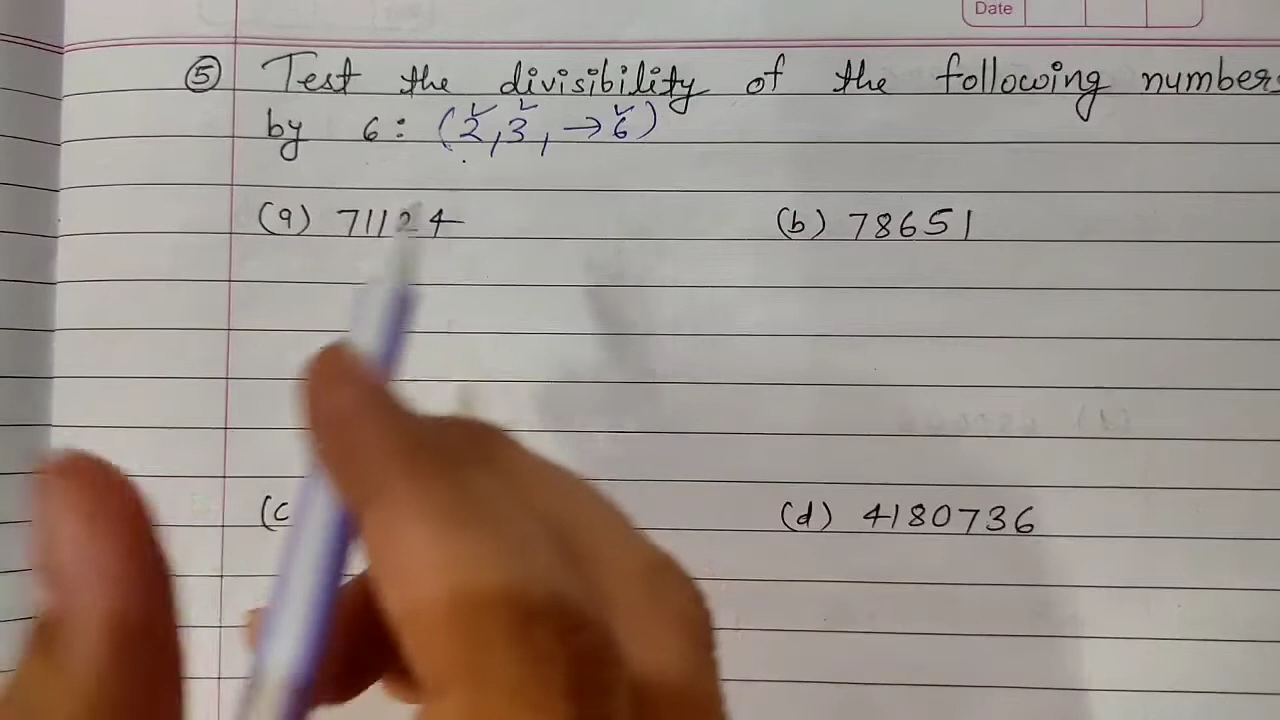 Date
⑤ Test the divisibility of the following numbers
by 6: (2, 3, → 6)
(a) 71124 (b) 78651
(c (d) 4180736